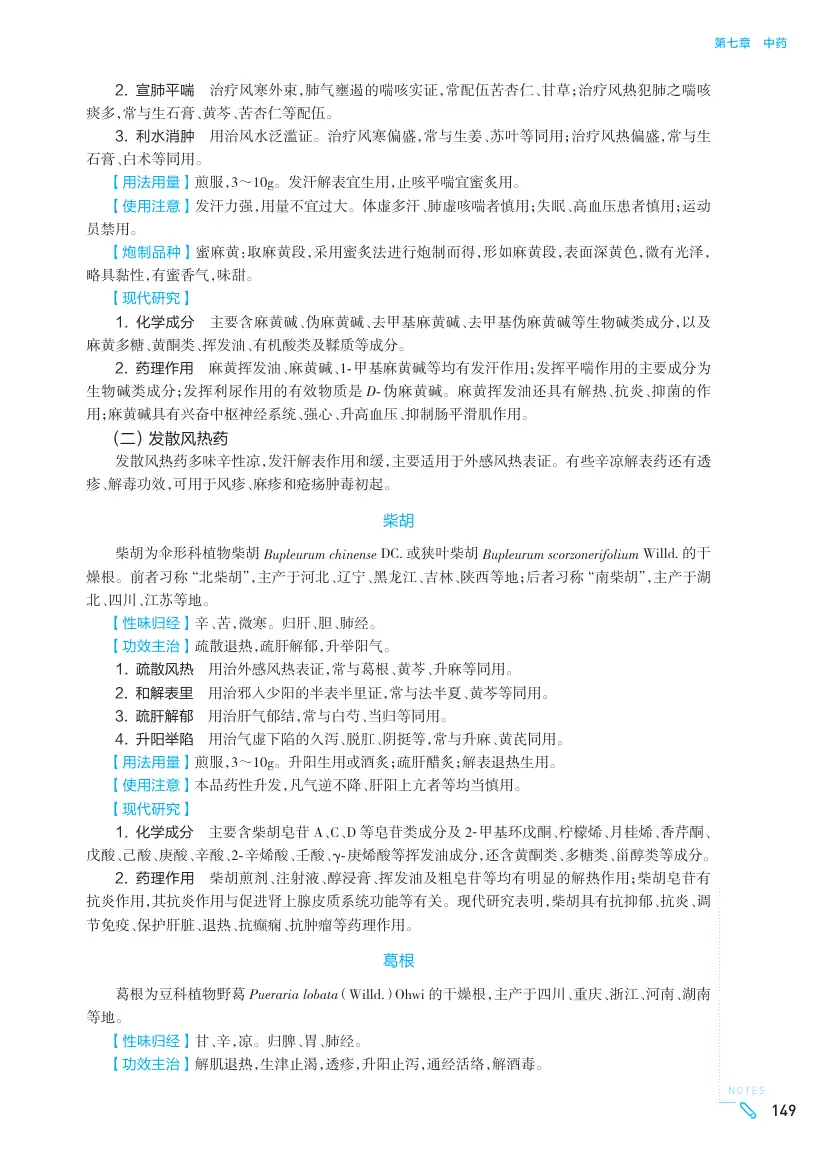 第七章 中药
2. 宣肺平喘 治疗风寒外束,肺气壅遏的喘咳实证,常配伍苦杏仁、甘草;治疗风热犯肺之喘咳
痰多,常与生石膏、黄芩、苦杏仁等配伍。
3. 利水消肿 用治风水泛滥证。治疗风寒偏盛,常与生姜、苏叶等同用;治疗风热偏盛,常与生
石膏、白术等同用。
【用法用量】煎服,3～10g。发汗解表宜生用,止咳平喘宜蜜炙用。
【使用注意】发汗力强,用量不宜过大。体虚多汗、肺虚咳喘者慎用;失眠、高血压患者慎用;运动
员禁用。
【炮制品种】蜜麻黄:取麻黄段,采用蜜炙法进行炮制而得,形如麻黄段,表面深黄色,微有光泽,
略具黏性,有蜜香气,味甜。
【现代研究】
1. 化学成分 主要含麻黄碱、伪麻黄碱、去甲基麻黄碱、去甲基伪麻黄碱等生物碱类成分,以及
麻黄多糖、黄酮类、挥发油、有机酸类及鞣质等成分。
2. 药理作用 麻黄挥发油、麻黄碱、1-甲基麻黄碱等均有发汗作用;发挥平喘作用的主要成分为
生物碱类成分;发挥利尿作用的有效物质是 D-伪麻黄碱。麻黄挥发油还具有解热、抗炎、抑菌的作
用;麻黄碱具有兴奋中枢神经系统、强心、升高血压、抑制肠平滑肌作用。
(二)发散风热药
发散风热药多味辛性凉,发汗解表作用和缓,主要适用于外感风热表证。有些辛凉解表药还有透
疹、解毒功效,可用于风疹、麻疹和疮疡肿毒初起。
柴胡
柴胡为伞形科植物柴胡 Bupleurum chinense DC. 或狭叶柴胡 Bupleurum scorzonerifolium Willd. 的干
燥根。前者习称“北柴胡”,主产于河北、辽宁、黑龙江、吉林、陕西等地;后者习称“南柴胡”,主产于湖
北、四川、江苏等地。
【性味归经】辛、苦,微寒。归肝、胆、肺经。
【功效主治】疏散退热,疏肝解郁,升举阳气。
1. 疏散风热 用治外感风热表证,常与葛根、黄芩、升麻等同用。
2. 和解表里 用治邪入少阳的半表半里证,常与法半夏、黄芩等同用。
3. 疏肝解郁 用治肝气郁结,常与白芍、当归等同用。
4. 升阳举陷 用治气虚下陷的久泻、脱肛、阴挺等,常与升麻、黄芪同用。
【用法用量】煎服,3～10g。升阳生用或酒炙;疏肝醋炙;解表退热生用。
【使用注意】本品药性升发,凡气逆不降、肝阳上亢者等均当慎用。
【现代研究】
1. 化学成分 主要含柴胡皂苷 A、C、D 等皂苷类成分及 2-甲基环戊酮、柠檬烯、月桂烯、香芹酮、
戊酸、己酸、庚酸、辛酸、2-辛烯酸、壬酸、γ-庚烯酸等挥发油成分,还含黄酮类、多糖类、甾醇类等成分。
2. 药理作用 柴胡煎剂、注射液、醇浸膏、挥发油及粗皂苷等均有明显的解热作用;柴胡皂苷有
抗炎作用,其抗炎作用与促进肾上腺皮质系统功能等有关。现代研究表明,柴胡具有抗抑郁、抗炎、调
节免疫、保护肝脏、退热、抗癫痫、抗肿瘤等药理作用。
葛根
葛根为豆科植物野葛 Pueraria lobata(Willd.)Ohwi 的干燥根,主产于四川、重庆、浙江、河南、湖南
等地。
【性味归经】甘、辛,凉。归脾、胃、肺经。
【功效主治】解肌退热,生津止渴,透疹,升阳止泻,通经活络,解酒毒。
NOTES
149